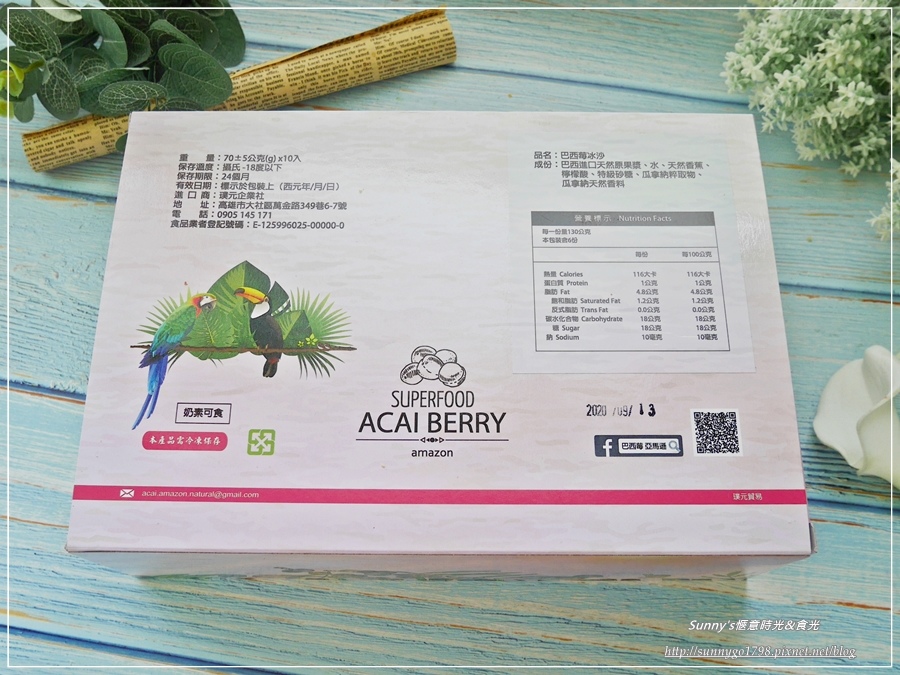 重　　量：70±5公克(g) x10入
保存溫度：攝氏 -18度以下
保存期限：24個月
有效日期：標示於包裝上（西元年/月/日）
進 口 商：璞元企業社
地　　址：高雄市大社區萬金路349巷6-7號
電　　話：0905 145 171
食品業者登記號碼：E-125996025-00000-0
品名：巴西莓冰沙
成份：巴西進口天然原果漿、水、天然香蕉、
檸檬酸、特級砂糖、瓜拿納粹取物、
瓜拿納天然香料
營養標示 Nutrition Facts
每一份量130公克
本包裝含6份
每份 每100公克
熱量 Calories 116大卡 116大卡
蛋白質 Protein 1公克 1公克
脂肪 Fat 4.8公克 4.8公克
飽和脂肪 Saturated Fat 1.2公克 1.2公克
反式脂肪 Trans Fat 0.0公克 0.0公克
碳水化合物 Carbohydrate 18公克 18公克
糖 Sugar 18公克 18公克
鈉 Sodium 10毫克 10毫克
奶素可食
本產品需冷凍保存
SUPERFOOD
ACAI BERRY
amazon
2020 /09/ 13
f 巴西莓 亞馬遜
acai.amazon.natural@gmail.com
璞元貿易
Sunny's愜意時光&食光
http://sunnygo1798.pixnet.net/blog